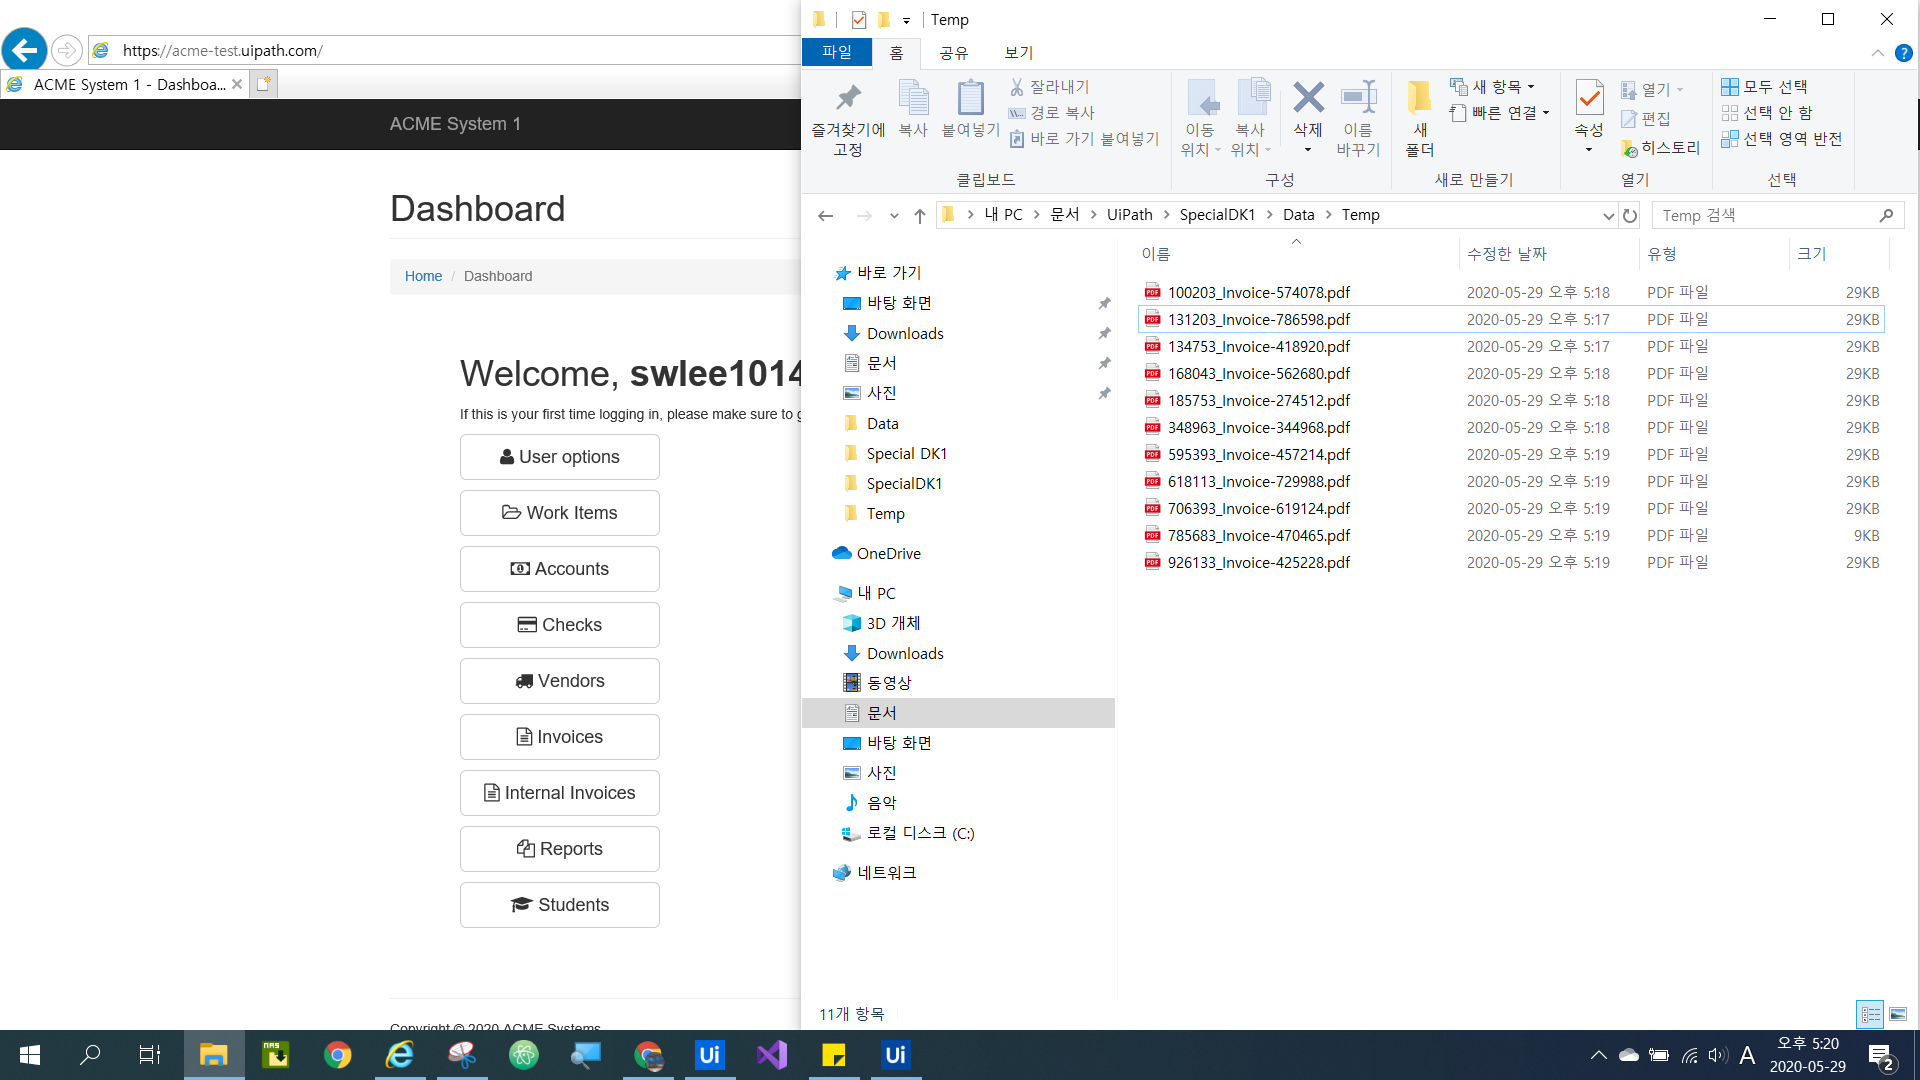 https://acme-test.uipath.com/
ACME System 1 - Dashboa...
ACME System 1
Dashboard
Home / Dashboard
Welcome, swlee1014
If this is your first time logging in, please make sure to g
User options
Work Items
Accounts
Checks
Vendors
Invoices
Internal Invoices
Reports
Students
Copyright © 2020 ACME Systems
Temp
파일 홈 공유 보기
즐겨찾기에 고정
복사
붙여넣기
잘라내기
경로 복사
바로 가기 붙여넣기
클립보드
이동 위치
복사 위치
삭제
이름 바꾸기
구성
새 폴더
새 항목
빠른 연결
새로 만들기
속성
열기
편집
히스토리
열기
모두 선택
선택 안 함
선택 영역 반전
선택
내 PC > 문서 > UiPath > SpecialDK1 > Data > Temp
Temp 검색
바로 가기
바탕 화면
Downloads
문서
사진
Data
Special DK1
SpecialDK1
Temp
OneDrive
내 PC
3D 개체
Downloads
동영상
문서
바탕 화면
사진
음악
로컬 디스크 (C:)
네트워크
이름 수정한 날짜 유형 크기
100203_Invoice-574078.pdf 2020-05-29 오후 5:18 PDF 파일 29KB
131203_Invoice-786598.pdf 2020-05-29 오후 5:17 PDF 파일 29KB
134753_Invoice-418920.pdf 2020-05-29 오후 5:17 PDF 파일 29KB
168043_Invoice-562680.pdf 2020-05-29 오후 5:18 PDF 파일 29KB
185753_Invoice-274512.pdf 2020-05-29 오후 5:18 PDF 파일 29KB
348963_Invoice-344968.pdf 2020-05-29 오후 5:18 PDF 파일 29KB
595393_Invoice-457214.pdf 2020-05-29 오후 5:19 PDF 파일 29KB
618113_Invoice-729988.pdf 2020-05-29 오후 5:19 PDF 파일 29KB
706393_Invoice-619124.pdf 2020-05-29 오후 5:19 PDF 파일 29KB
785683_Invoice-470465.pdf 2020-05-29 오후 5:19 PDF 파일 9KB
926133_Invoice-425228.pdf 2020-05-29 오후 5:19 PDF 파일 29KB
11개 항목
NAS
Ui
Ui
A
오후 5:20
2020-05-29
2